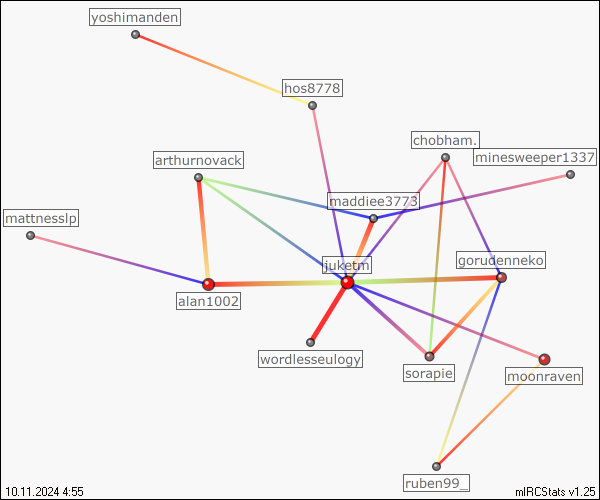 yoshimanden
hos8778
chobham.
arthurnovack
minesweeper1337
maddiee3773
mattnesslp
gorudenneko
juketm
alan1002
wordlesseulogy
sorapie
moonraven
ruben99_
10.11.2024 4:55
mIRCStats v1.25